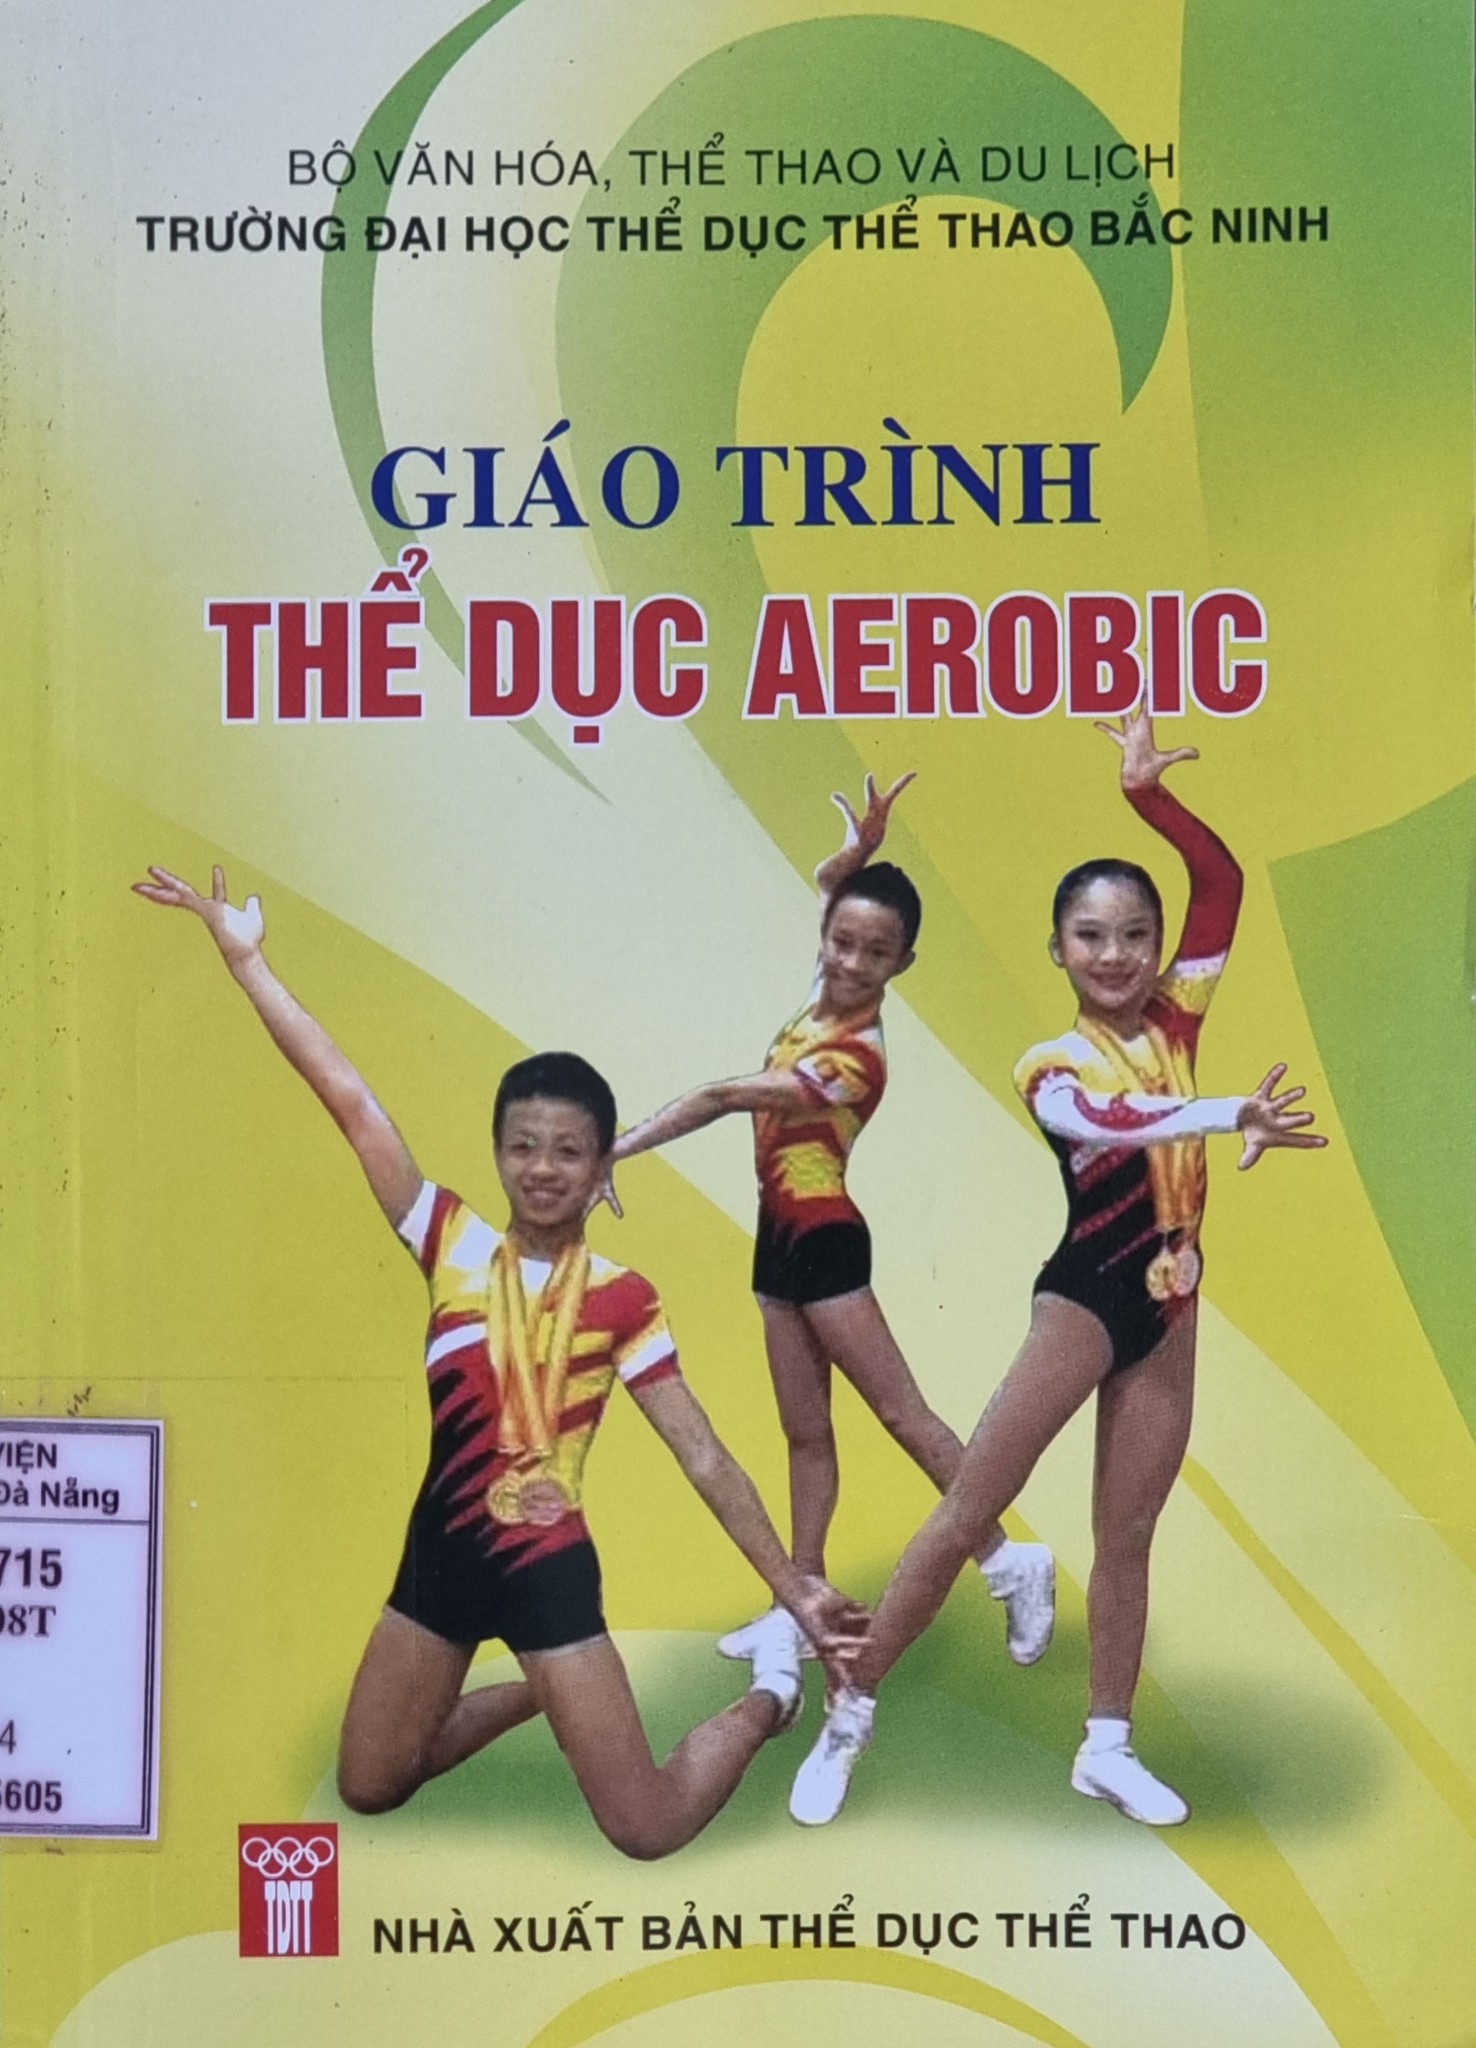 BỘ VĂN HÓA, THỂ THAO VÀ DU LỊCH
TRƯỜNG ĐẠI HỌC THỂ DỤC THỂ THAO BẮC NINH
GIÁO TRÌNH
THỂ DỤC AEROBIC
VIỆN
Đà Nẵng
715
08T
4
5605
TDTT
NHÀ XUẤT BẢN THỂ DỤC THỂ THAO